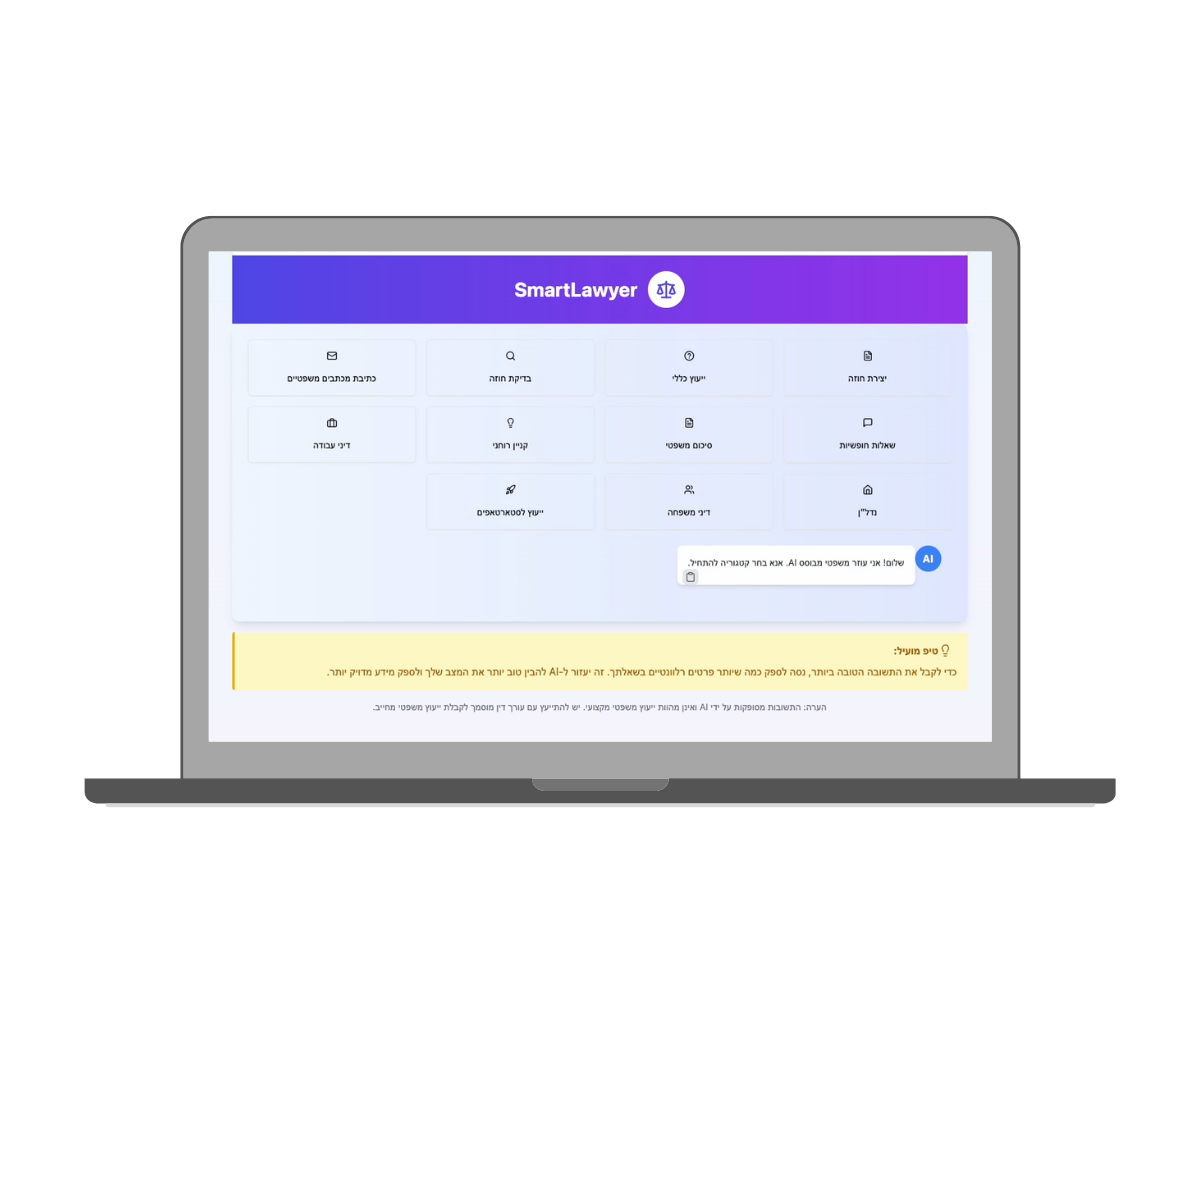 SmartLawyer
יצירת חוזה
ייעוץ כללי
בדיקת חוזה
כתיבת מכתבים משפטיים
שאלות חופשיות
סיכום משפטי
קניין רוחני
דיני עבודה
נדל"ן
דיני משפחה
ייעוץ לסטארטאפים
AI
שלום! אני עוזר משפטי מבוסס AI. אנא בחר קטגוריה להתחיל.
טיפ מועיל:
כדי לקבל את התשובה הטובה ביותר, נסה לספק כמה שיותר פרטים רלוונטיים בשאלתך. זה יעזור ל-AI להבין טוב יותר את המצב שלך ולספק מידע מדויק יותר.
הערה: התשובות מסופקות על ידי AI ואינן מהוות ייעוץ משפטי מקצועי. יש להתייעץ עם עורך דין מוסמך לקבלת ייעוץ משפטי מחייב.